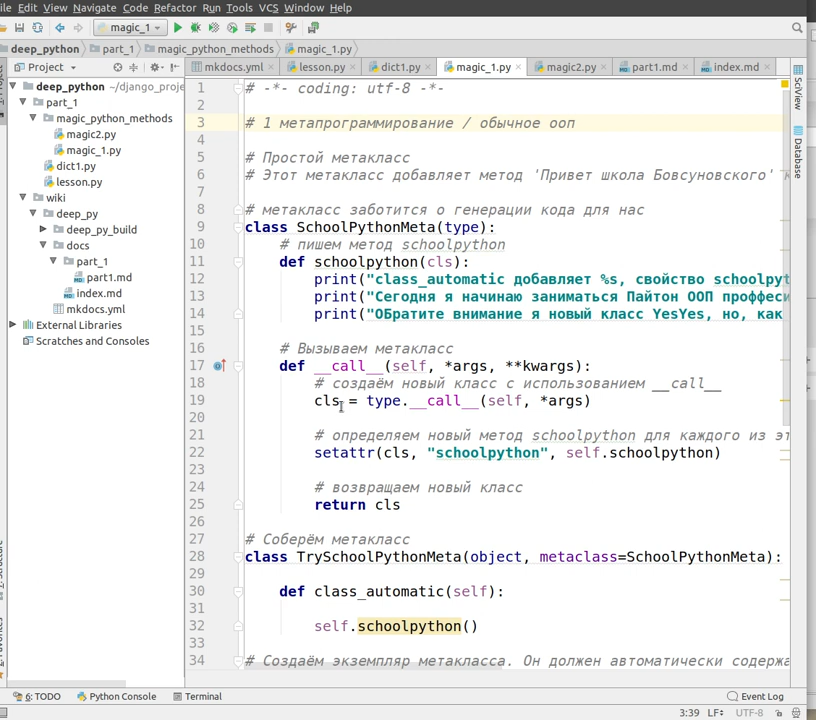 ile Edit View Navigate Code Refactor Run Tools VCS Window Help
magic_1
deep_python part_1 magic_python_methods magic_1.py
Project
mkdocs.yml lesson.py dict1.py magic_1.py magic2.py part1.md index.md
deep_python ~/django_proje
part_1
magic_python_methods
magic2.py
magic_1.py
dict1.py
lesson.py
wiki
deep_py
deep_py_build
docs
part_1
part1.md
index.md
mkdocs.yml
External Libraries
Scratches and Consoles
1 # -*- coding: utf-8 -*-
2
3 # 1 метапрограммирование / обычное ооп
4
5 # Простой метакласс
6 # Этот метакласс добавляет метод 'Привет школа Бовсуновского'
7
8 # метакласс заботится о генерации кода для нас
9 class SchoolPythonMeta(type):
10 # пишем метод schoolpython
11 def schoolpython(cls):
12 print("class_automatic добавляет %s, свойство schoolpyt
13 print("Сегодня я начинаю заниматься Пайтон ООП проффеси
14 print("ОБратите внимание я новый класс YesYes, но, как
15
16 # Вызываем метакласс
17 def __call__(self, *args, **kwargs):
18 # создаём новый класс с использованием __call__
19 cls = type.__call__(self, *args)
20
21 # определяем новый метод schoolpython для каждого из эт
22 setattr(cls, "schoolpython", self.schoolpython)
23
24 # возвращаем новый класс
25 return cls
26
27 # Соберём метакласс
28 class TrySchoolPythonMeta(object, metaclass=SchoolPythonMeta):
29
30 def class_automatic(self):
31
32 self.schoolpython()
33
34 # Создаём экземпляр метакласса. Он должен автоматически содержа
SciView
Database
6: TODO Python Console Terminal Event Log
3:39 LF UTF-8